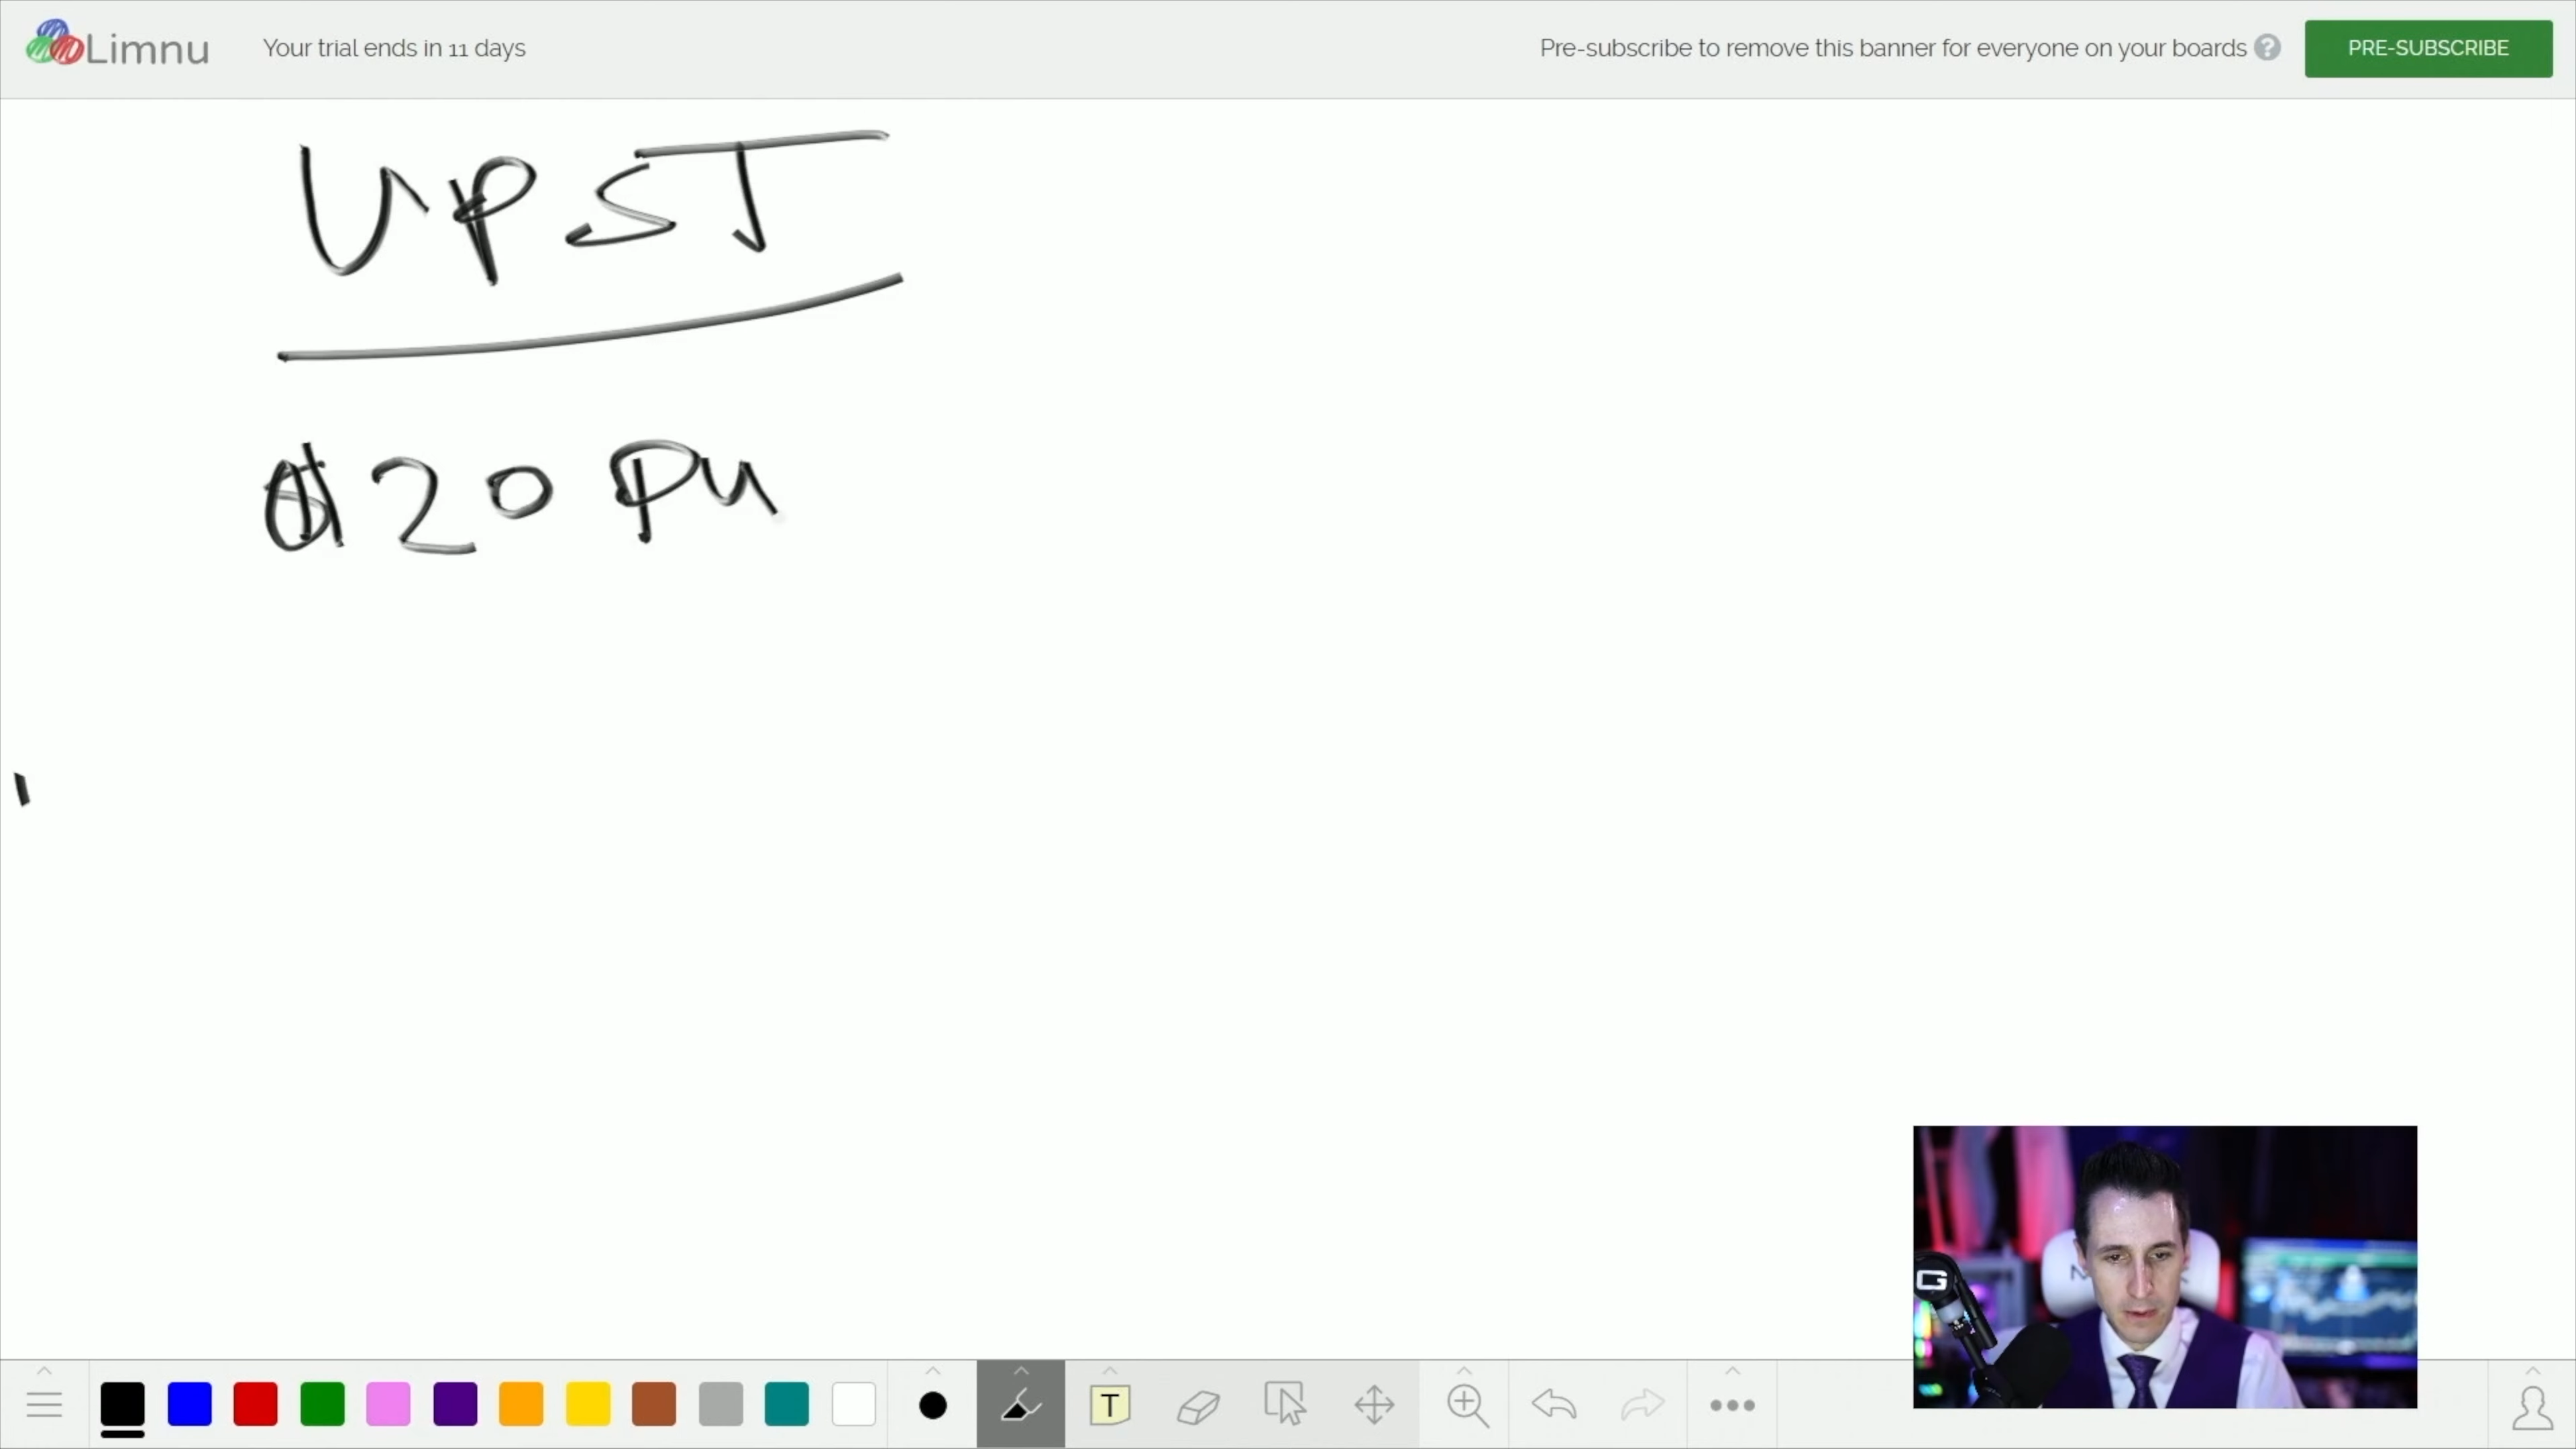 Limnu Your trial ends in 11 days Pre-subscribe to remove this banner for everyone on your boards ? PRE-SUBSCRIBE
UPST
20 PU
T
G